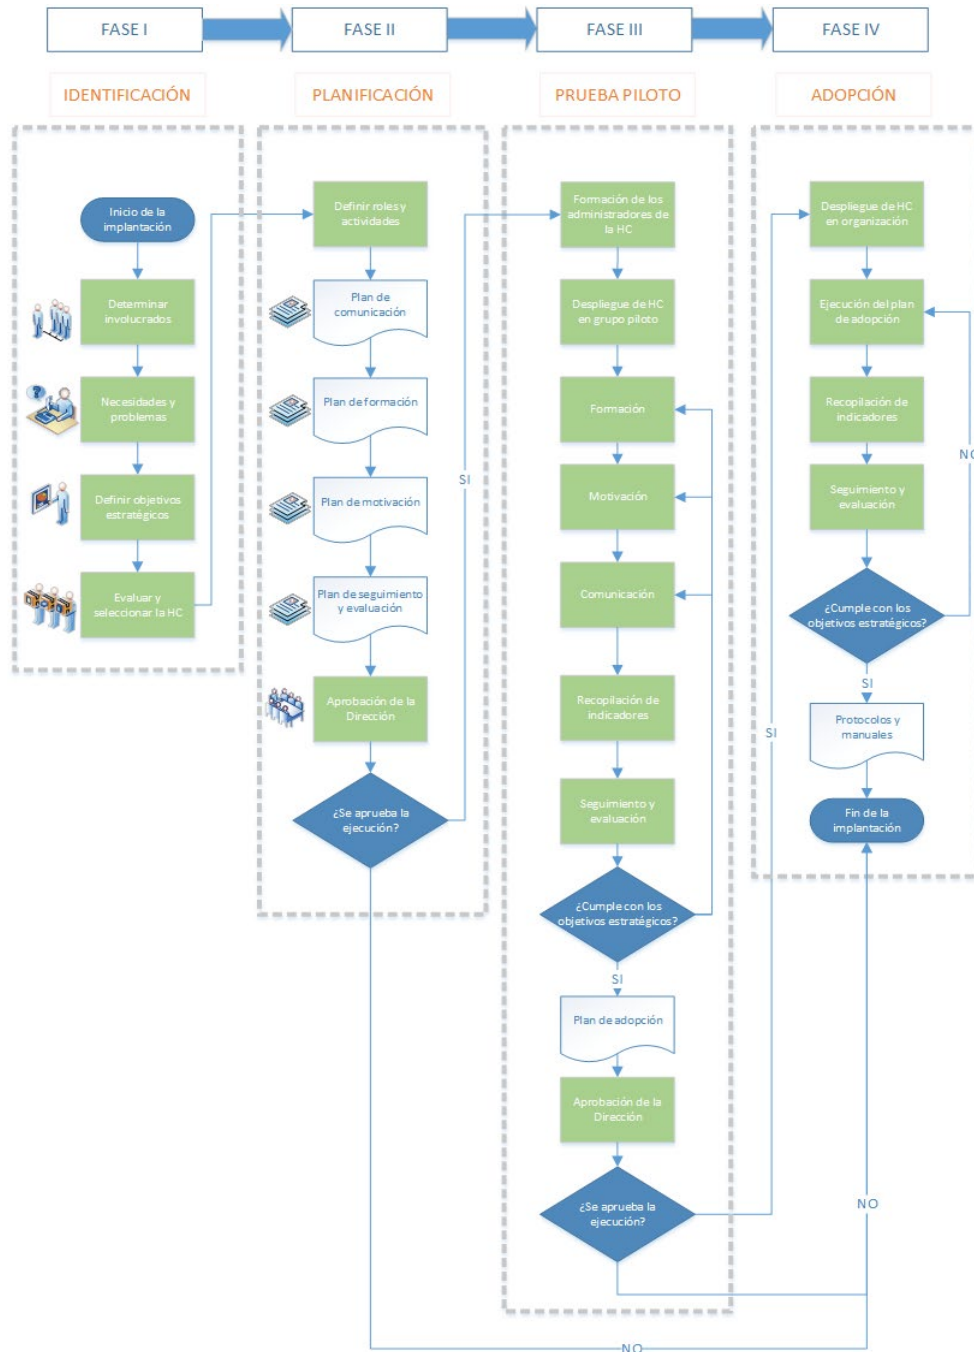 FASE I
FASE II
FASE III
FASE IV
IDENTIFICACIÓN
PLANIFICACIÓN
PRUEBA PILOTO
ADOPCIÓN
Inicio de la
implantación
Determinar
involucrados
Necesidades y
problemas
Definir objetivos
estratégicos
Evaluar y
seleccionar la HC
Definir roles y
actividades
Plan de
comunicación
Plan de formación
Plan de motivación
Plan de seguimiento
y evaluación
Aprobación de la
Dirección
¿Se aprueba la
ejecución?
SI
NO
Formación de los
administradores de
la HC
Despliegue de HC
en grupo piloto
Formación
Motivación
Comunicación
Recopilación de
indicadores
Seguimiento y
evaluación
¿Cumple con los
objetivos estratégicos?
SI
Plan de adopción
Aprobación de la
Dirección
¿Se aprueba la
ejecución?
SI
NO
Despliegue de HC
en organización
Ejecución del plan
de adopción
Recopilación de
indicadores
Seguimiento y
evaluación
¿Cumple con los
objetivos estratégicos?
NO
SI
Protocolos y
manuales
Fin de la
implantación